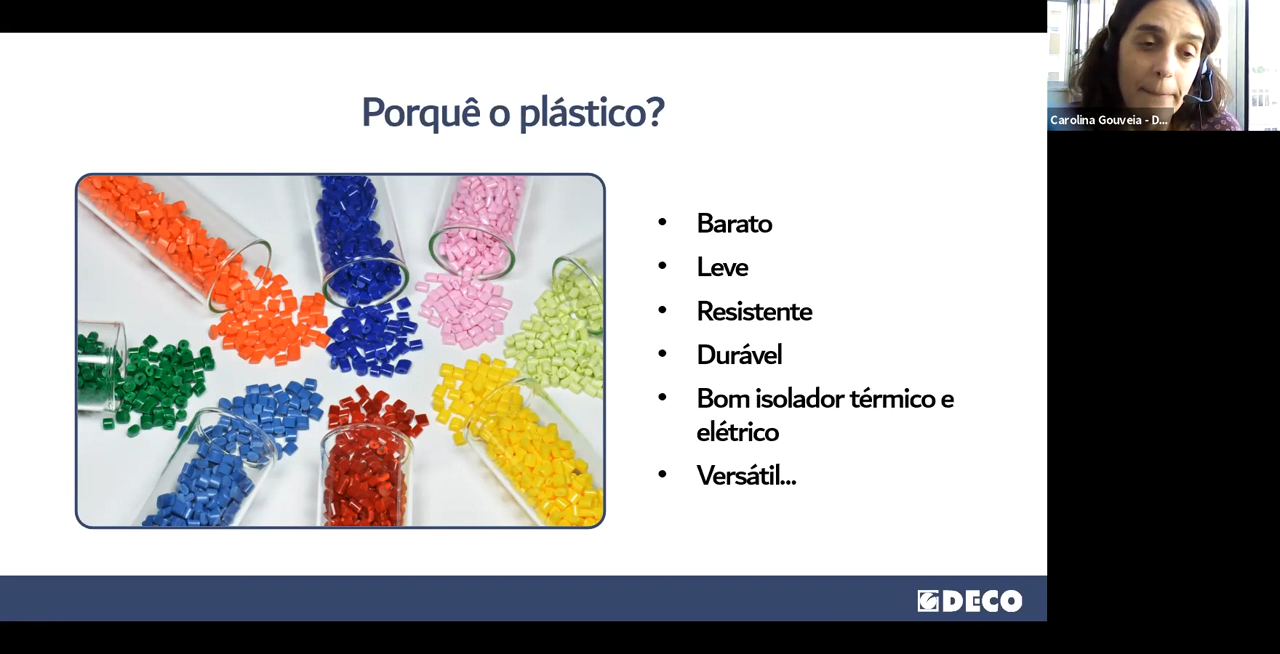 Porquê o plástico?
• Barato
• Leve
• Resistente
• Durável
• Bom isolador térmico e
elétrico
• Versátil...
DECO
Carolina Gouveia - D...